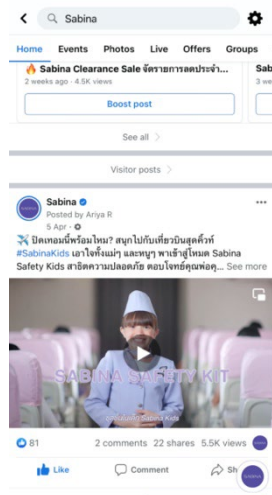 Sabina
Home Events Photos Live Offers Groups
🔥 Sabina Clearance Sale จัดรายการลดประจำ... Sab
2 weeks ago · 4.5K views 3 we
Boost post
See all >
Visitor posts >
Sabina
Posted by Ariya R
5 Apr ·
✈️ ปิดเทอมนี้พร้อมไหม? สนุกไปกับเที่ยวบินสุดคิ้วท์
#SabinaKids เอาใจทั้งแม่ๆ และหนูๆ พาเข้าสู่โหมด Sabina
Safety Kids สาธิตความปลอดภัย ตอบโจทย์คุณพ่อคุ... See more
SABINA SAFETY KIT
Sabina Kids
81 2 comments 22 shares 5.5K views
Like Comment Sh